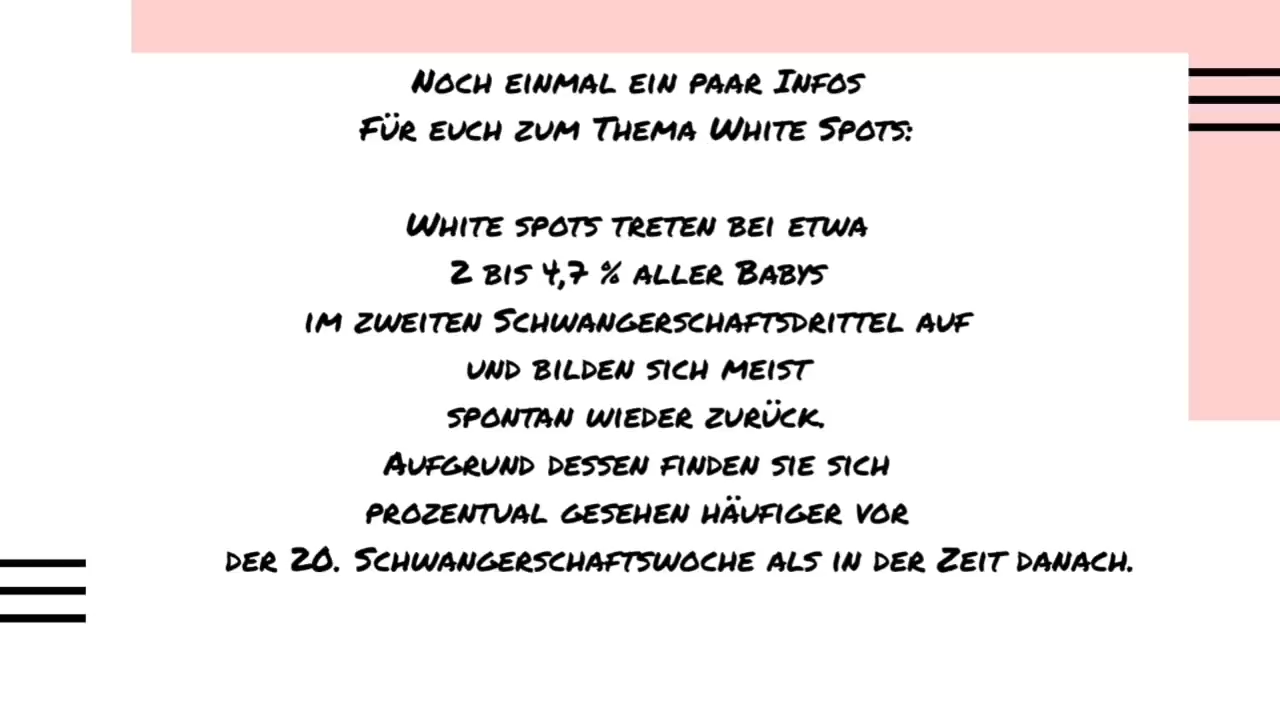 Noch einmal ein paar Infos
Für euch zum Thema White Spots:
White spots treten bei etwa
2 bis 4,7 % aller Babys
im zweiten Schwangerschaftsdrittel auf
und bilden sich meist
spontan wieder zurück.
Aufgrund dessen finden sie sich
prozentual gesehen häufiger vor
der 20. Schwangerschaftswoche als in der Zeit danach.